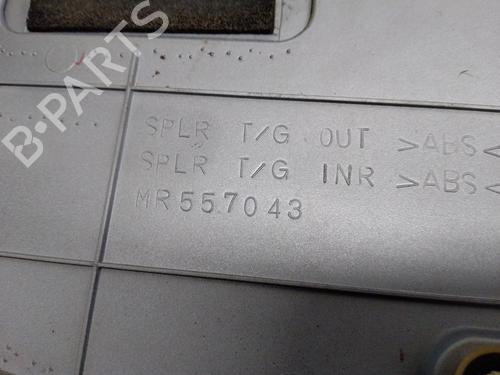 B-PARTS
SPLR T/G OUT >ABS<
SPLR T/G INR >ABS<
MR557043